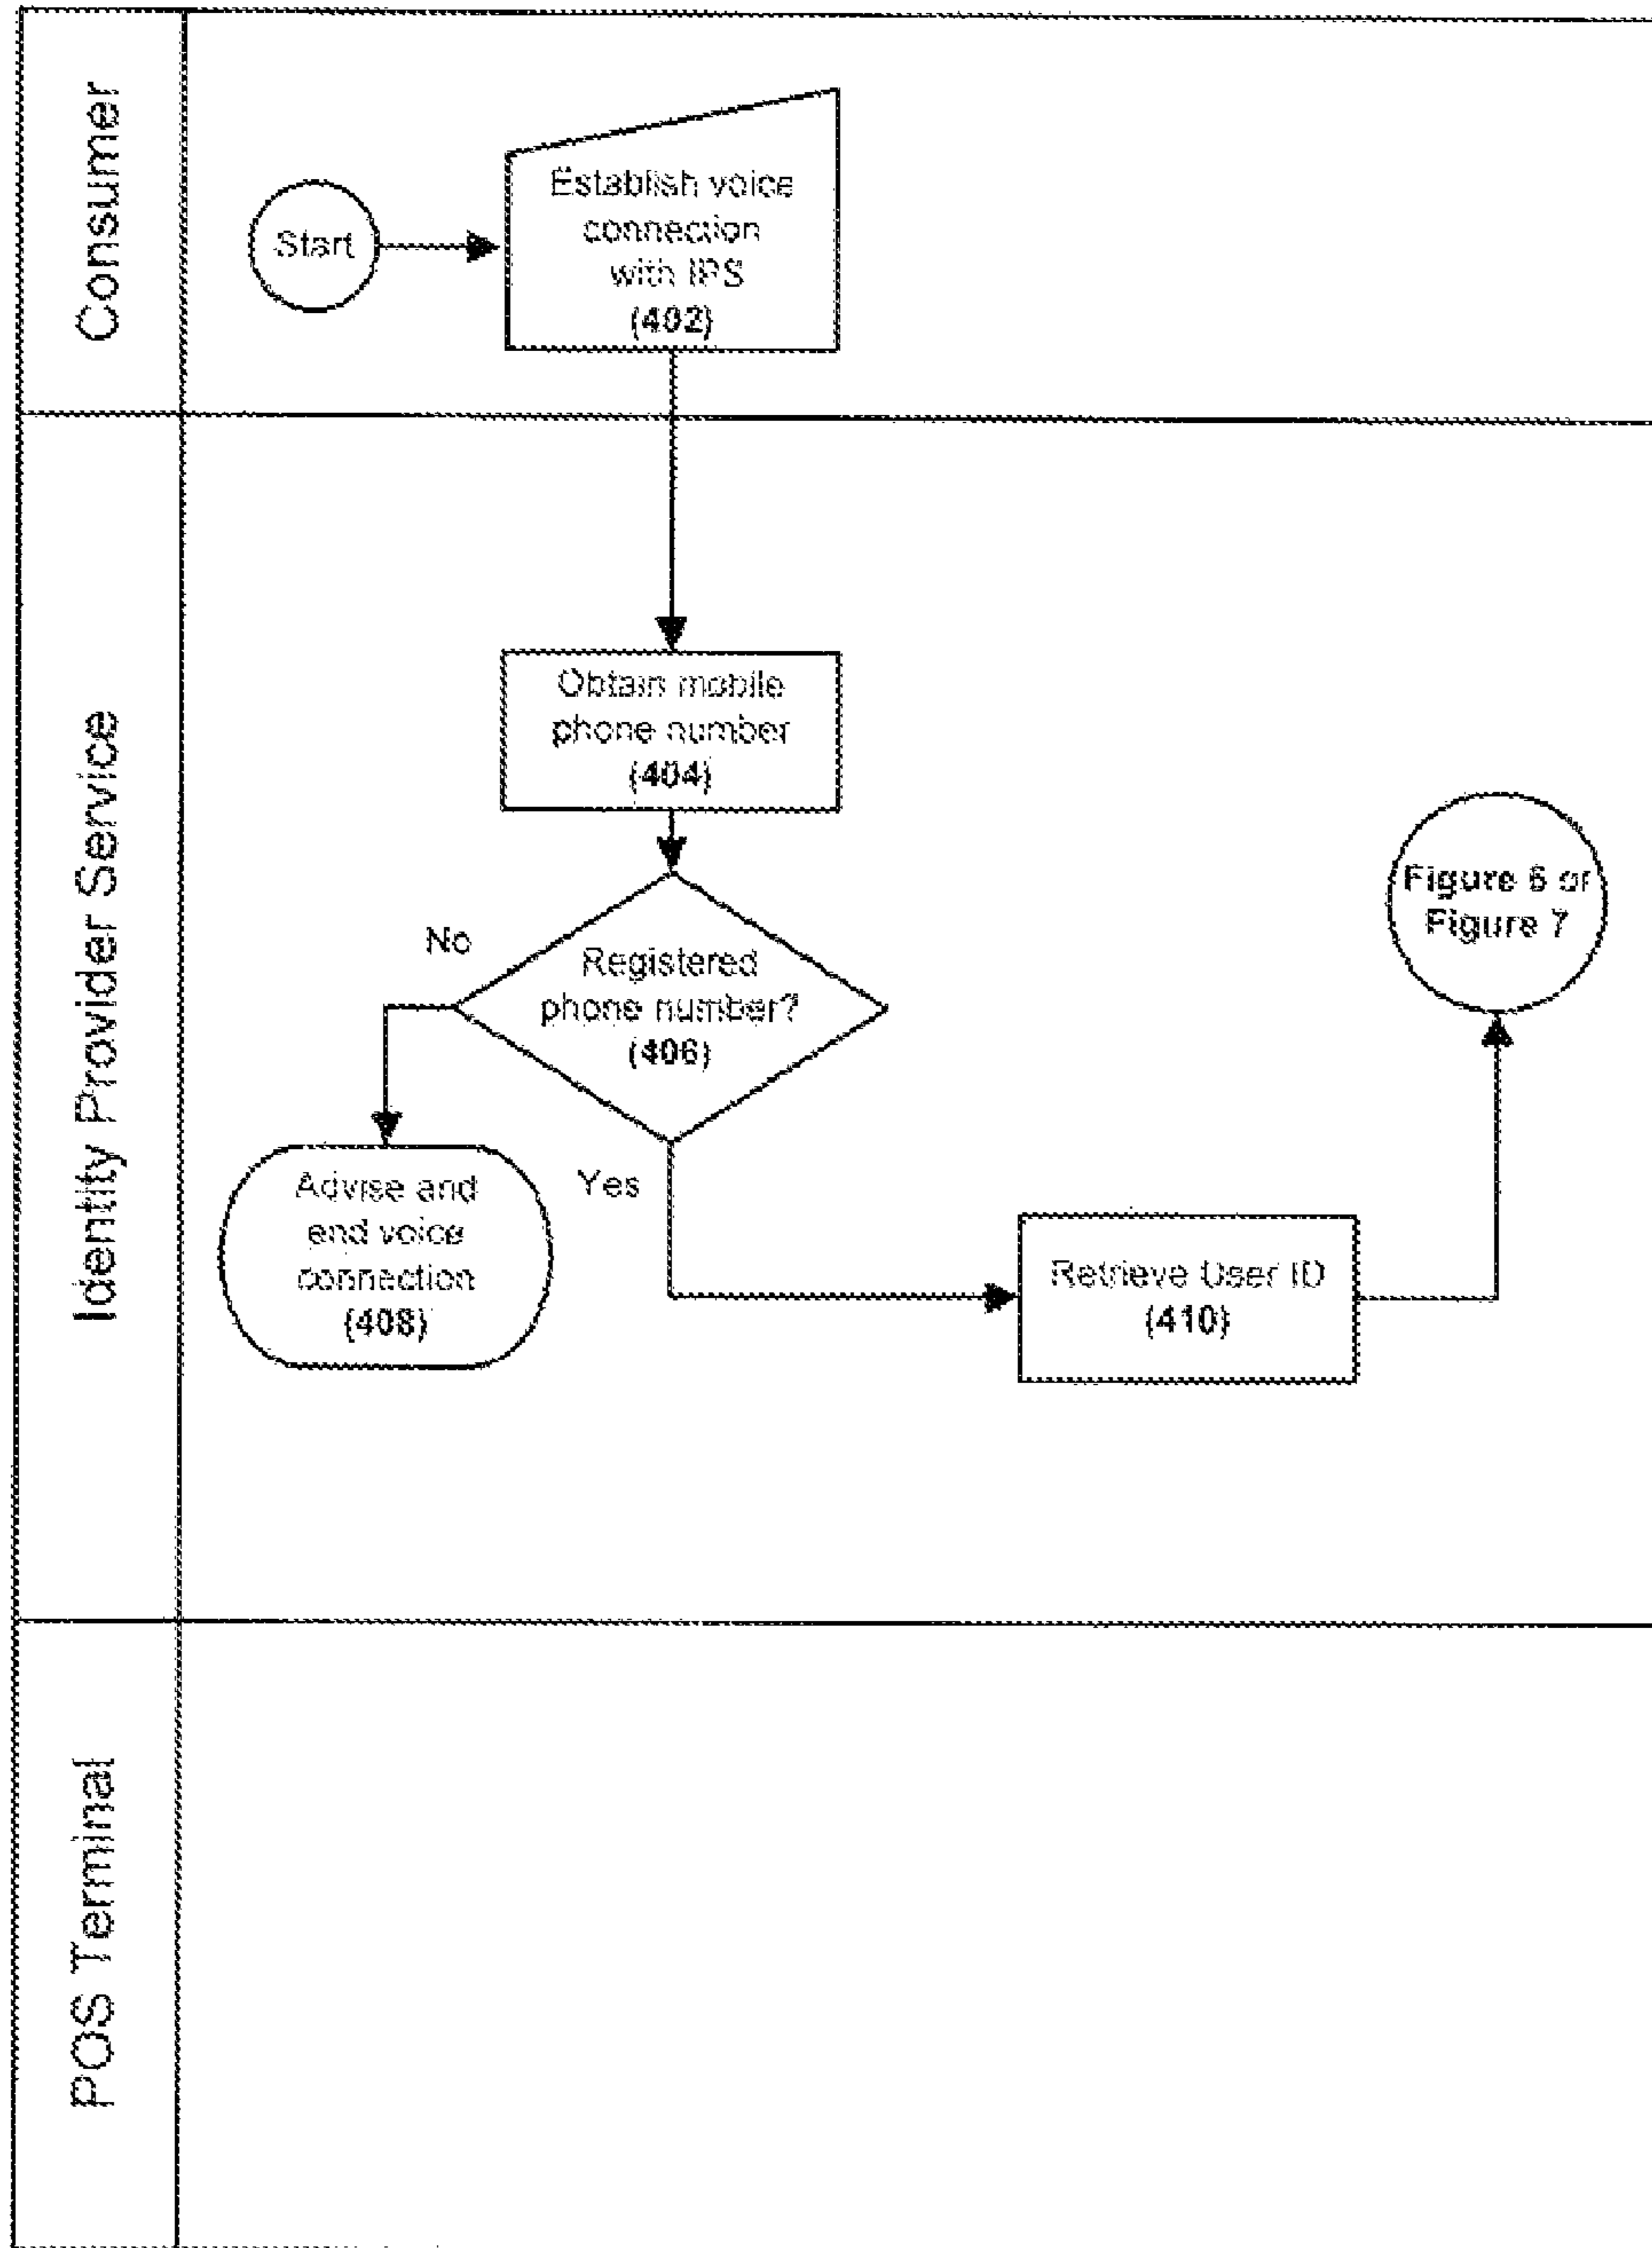 Consumer
Start
Establish voice
connection
with IPS
(402)
Identity Provider Service
Obtain mobile
phone number
(404)
No
Registered
phone number?
(406)
Yes
Advise and
end voice
connection
(408)
Retrieve User ID
(410)
Figure 6 or
Figure 7
POS Terminal